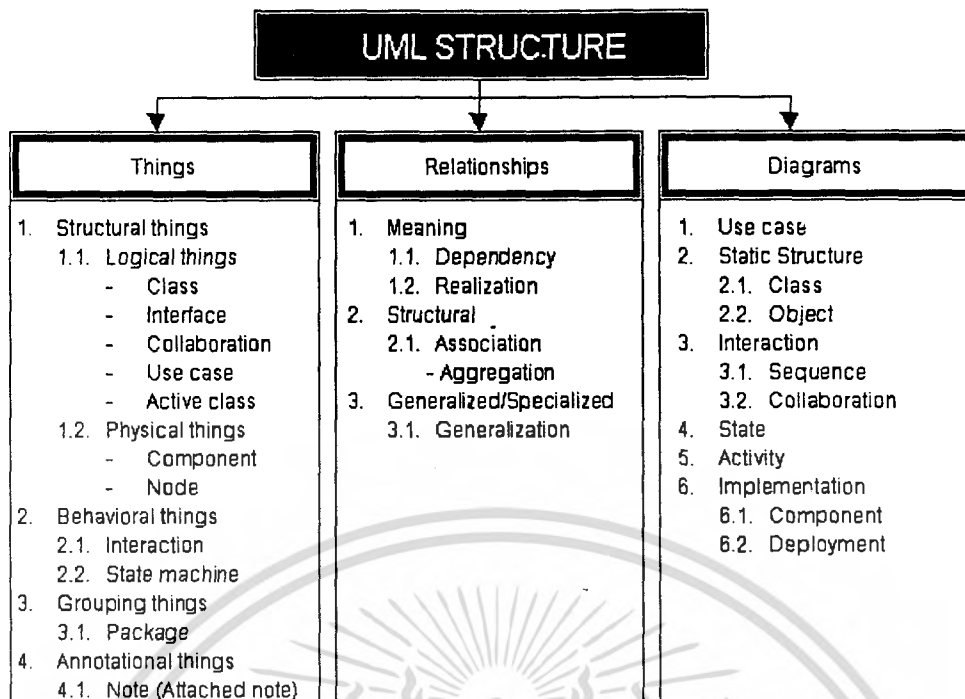 UML STRUCTURE
Things
1. Structural things
1.1. Logical things
- Class
- Interface
- Collaboration
- Use case
- Active class
1.2. Physical things
- Component
- Node
2. Behavioral things
2.1. Interaction
2.2. State machine
3. Grouping things
3.1. Package
4. Annotational things
4.1. Note (Attached note)
Relationships
1. Meaning
1.1. Dependency
1.2. Realization
2. Structural
2.1. Association
- Aggregation
3. Generalized/Specialized
3.1. Generalization
Diagrams
1. Use case
2. Static Structure
2.1. Class
2.2. Object
3. Interaction
3.1. Sequence
3.2. Collaboration
4. State
5. Activity
6. Implementation
6.1. Component
6.2. Deployment